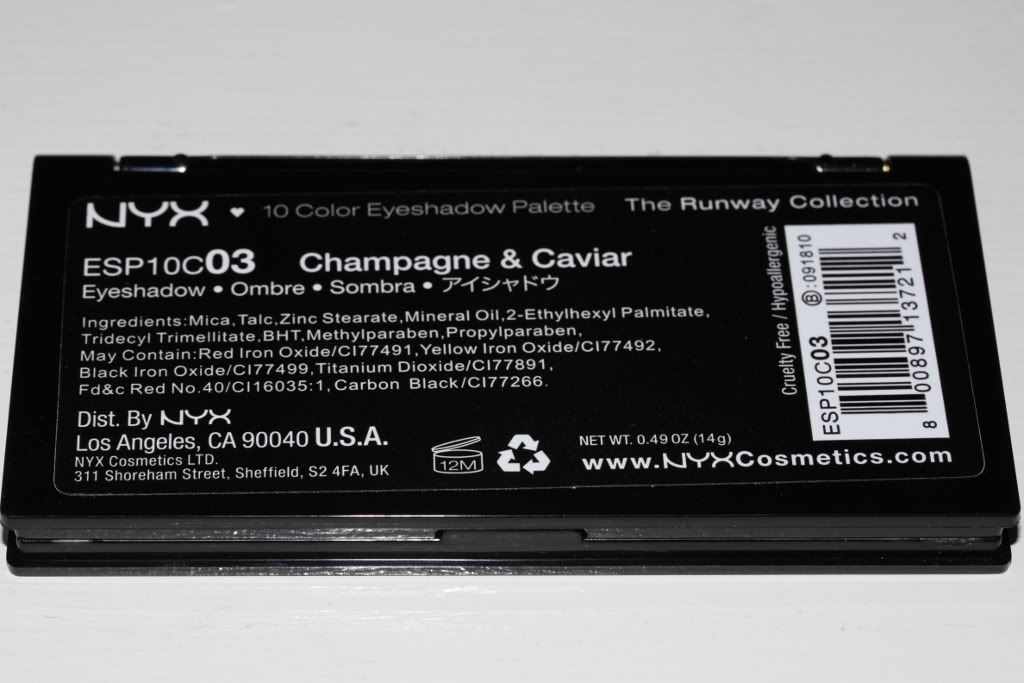 NYX ♥ 10 Color Eyeshadow Palette The Runway Collection
ESP10C03 Champagne & Caviar
Eyeshadow • Ombre • Sombra • アイシャドウ
Ingredients:Mica,Talc,Zinc Stearate,Mineral Oil,2-Ethylhexyl Palmitate,
Tridecyl Trimellitate,BHT,Methylparaben,Propylparaben,
May Contain:Red Iron Oxide/CI77491,Yellow Iron Oxide/CI77492,
Black Iron Oxide/CI77499,Titanium Dioxide/CI77891,
Fd&c Red No.40/CI16035:1,Carbon Black/CI77266.
Dist. By NYX
Los Angeles, CA 90040 U.S.A.
NYX Cosmetics LTD.
311 Shoreham Street, Sheffield, S2 4FA, UK
12M
NET WT. 0.49 OZ (14g)
www.NYXCosmetics.com
Cruelty Free / Hypoallergenic
ESP10C03 Ⓑ:091810
8 00897 13721 2